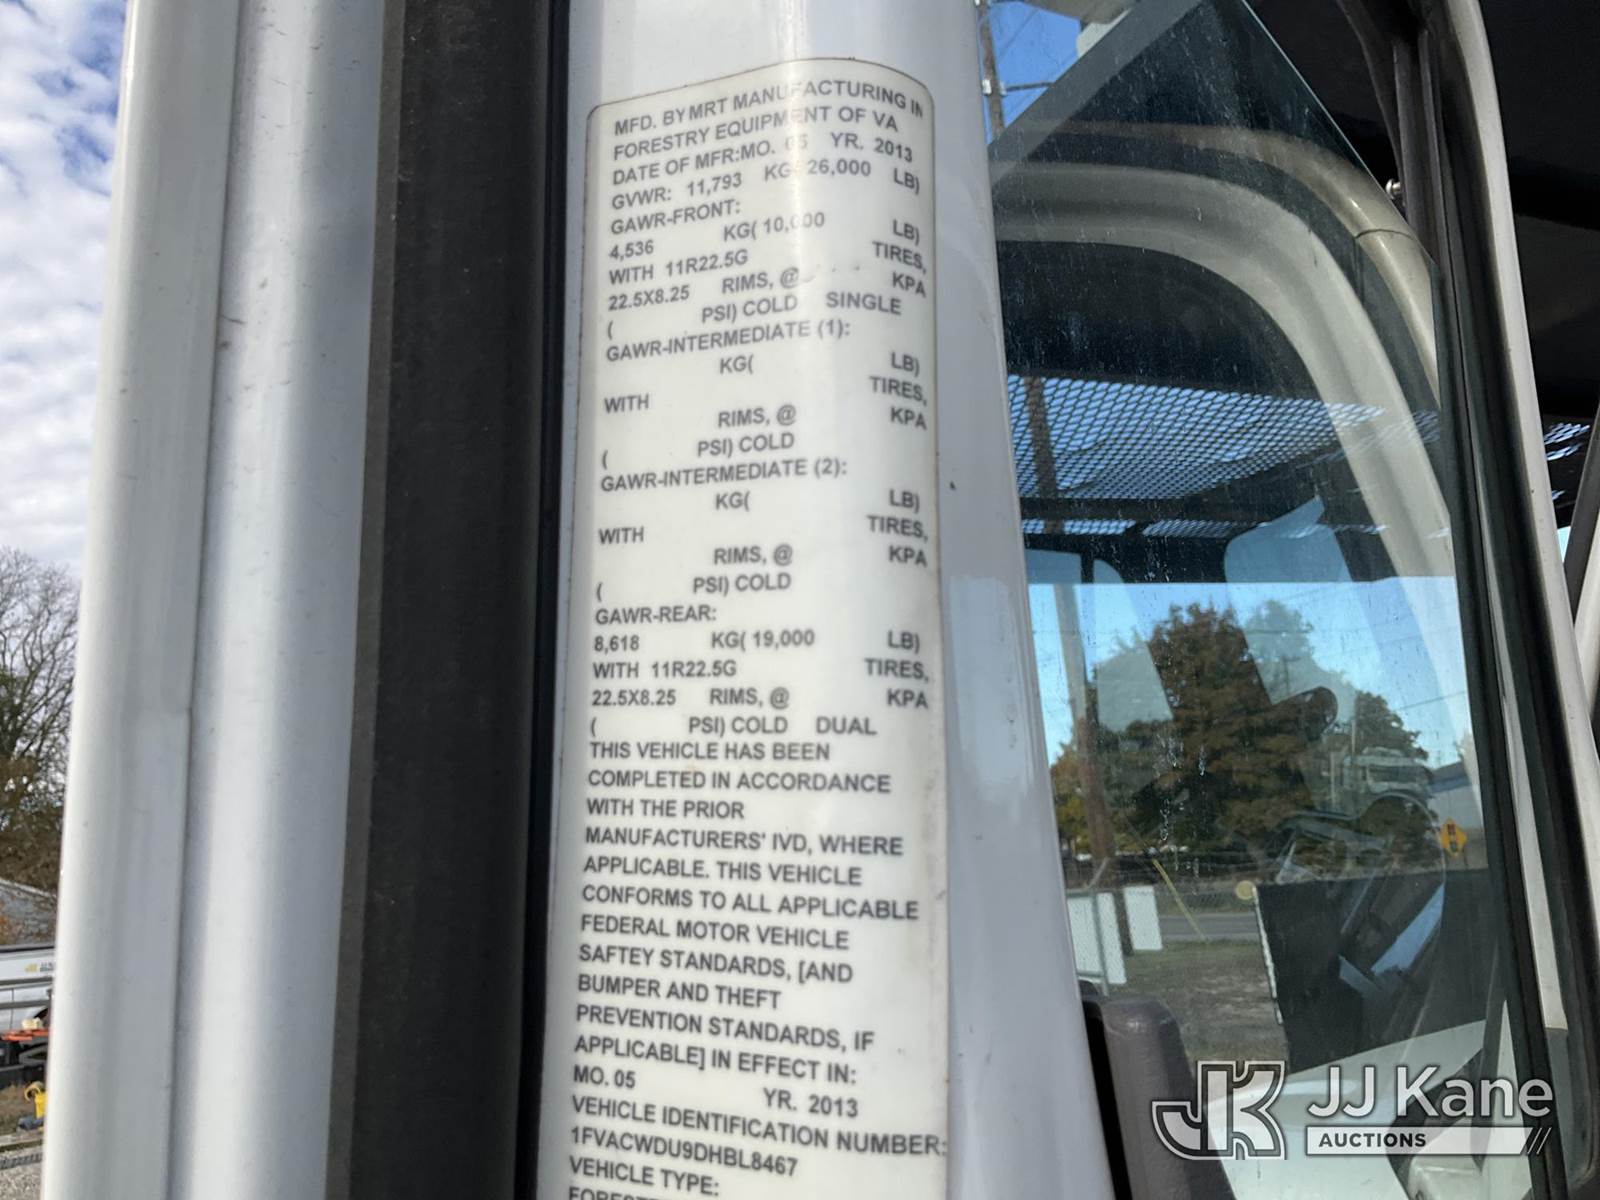 MFD. BY MRT MANUFACTURING IN
FORESTRY EQUIPMENT OF VA
DATE OF MFR:MO. 05 YR. 2013
GVWR: 11,793 KG( 26,000 LB)
GAWR-FRONT:
4,536 KG( 10,000 LB)
WITH 11R22.5G TIRES,
22.5X8.25 RIMS, @ KPA
( PSI) COLD SINGLE
GAWR-INTERMEDIATE (1):
KG( LB)
WITH TIRES,
RIMS, @ KPA
( PSI) COLD
GAWR-INTERMEDIATE (2):
KG( LB)
WITH TIRES,
RIMS, @ KPA
( PSI) COLD
GAWR-REAR:
8,618 KG( 19,000 LB)
WITH 11R22.5G TIRES,
22.5X8.25 RIMS, @ KPA
( PSI) COLD DUAL
THIS VEHICLE HAS BEEN
COMPLETED IN ACCORDANCE
WITH THE PRIOR
MANUFACTURERS' IVD, WHERE
APPLICABLE. THIS VEHICLE
CONFORMS TO ALL APPLICABLE
FEDERAL MOTOR VEHICLE
SAFTEY STANDARDS, [AND
BUMPER AND THEFT
PREVENTION STANDARDS, IF
APPLICABLE] IN EFFECT IN:
MO. 05 YR. 2013
VEHICLE IDENTIFICATION NUMBER:
1FVACWDU9DHBL8467
VEHICLE TYPE:
JK JJ Kane
AUCTIONS